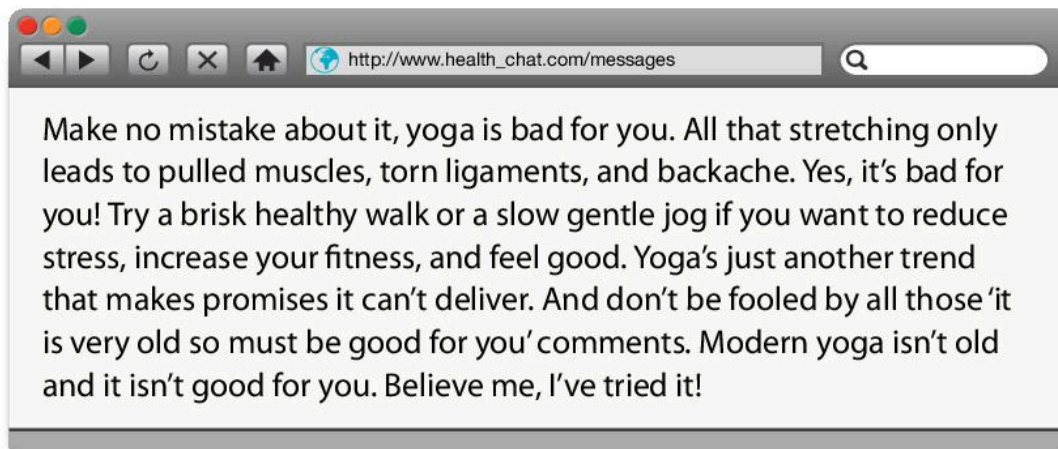 http://www.health_chat.com/messages
Make no mistake about it, yoga is bad for you. All that stretching only
leads to pulled muscles, torn ligaments, and backache. Yes, it’s bad for
you! Try a brisk healthy walk or a slow gentle jog if you want to reduce
stress, increase your fitness, and feel good. Yoga’s just another trend
that makes promises it can’t deliver. And don’t be fooled by all those ‘it
is very old so must be good for you’ comments. Modern yoga isn’t old
and it isn’t good for you. Believe me, I’ve tried it!